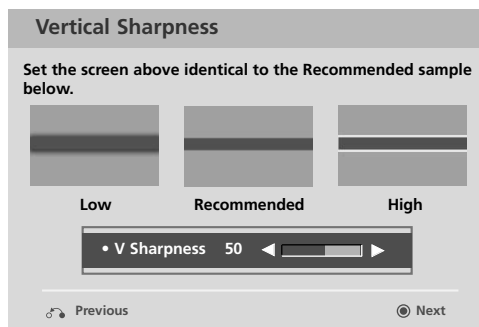 Vertical Sharpness
Set the screen above identical to the Recommended sample
below.
Low Recommended High
• V Sharpness 50 ◀ ▶
Previous Next